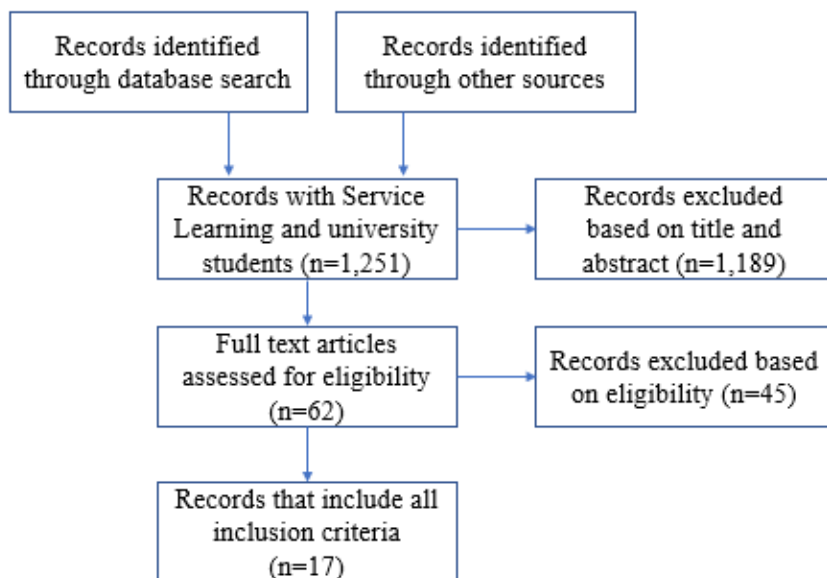 Records identified
through database search
Records identified
through other sources
Records with Service
Learning and university
students (n=1,251)
Records excluded
based on title and
abstract (n=1,189)
Full text articles
assessed for eligibility
(n=62)
Records excluded based
on eligibility (n=45)
Records that include all
inclusion criteria
(n=17)